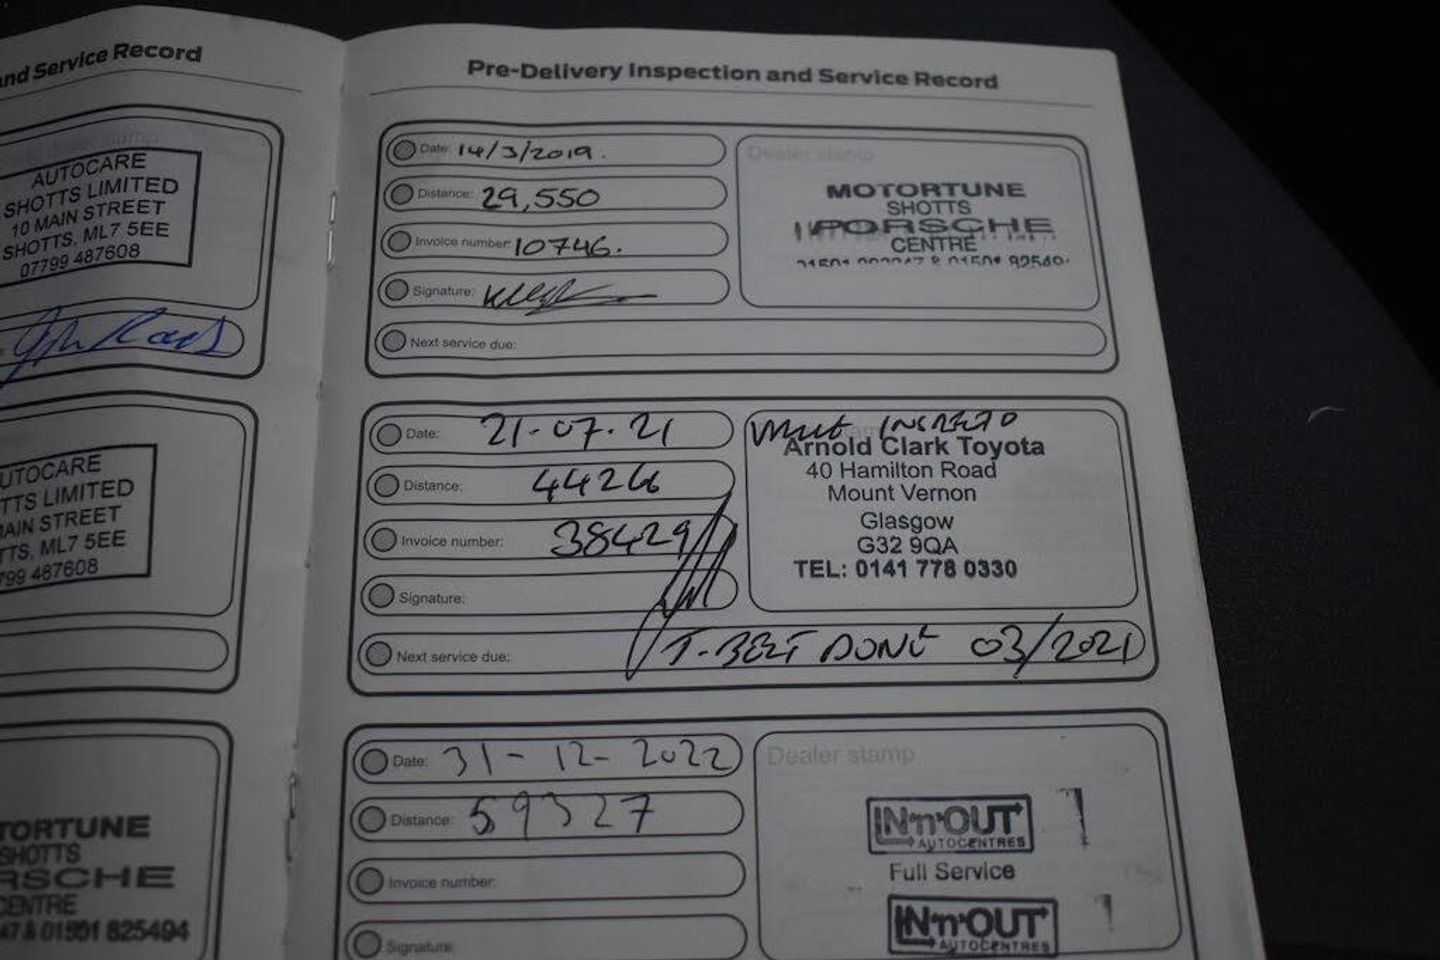 and Service Record
AUTOCARE
SHOTTS LIMITED
10 MAIN STREET
SHOTTS, ML7 5EE
07799 487608
UTOCARE
TTS LIMITED
MAIN STREET
TTS, ML7 5EE
799 487608
TORTUNE
SHOTTS
RSCHE
CENTRE
47 & 01501 825494
Pre-Delivery Inspection and Service Record
Date: 14/3/2019.
Distance: 29,550
Invoice number: 10746.
Signature:
Next service due:
Dealer stamp
MOTORTUNE
SHOTTS
PORSCHE
CENTRE
Date: 21-07-21
Distance: 44266
Invoice number: 38429
Signature:
Next service due: T-BELT DONE 03/2021
Arnold Clark Toyota
40 Hamilton Road
Mount Vernon
Glasgow
G32 9QA
TEL: 0141 778 0330
Date: 31-12-2022
Distance: 59327
Invoice number:
Signature:
Dealer stamp
IN'n'OUT
AUTOCENTRES
Full Service
IN'n'OUT
AUTOCENTRES